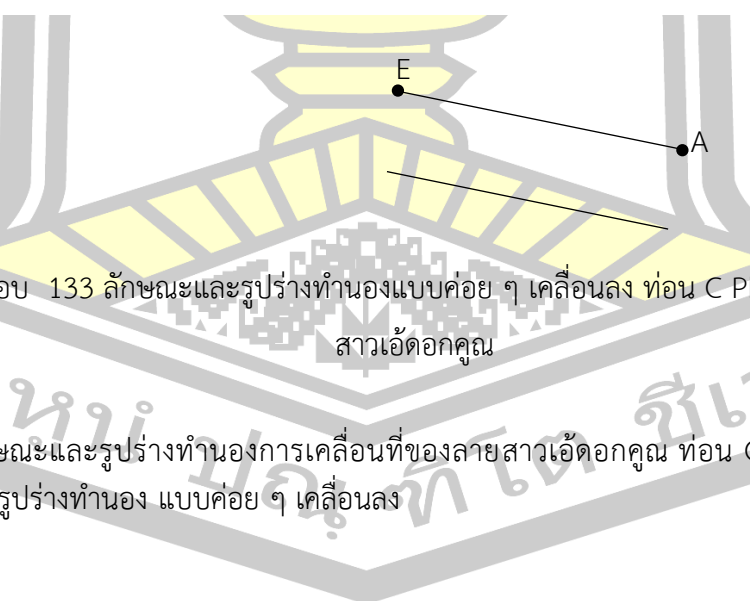 E
A
133 ลักษณะและรูปร่างทำนองแบบค่อย ๆ เคลื่อนลง ท่อน C
สาวเอ้ดอกคูณ
และรูปร่างทำนองการเคลื่อนที่ของลายสาวเอ้ดอกคูณ ท่อน
รูปร่างทำนอง แบบค่อย ๆ เคลื่อนลง